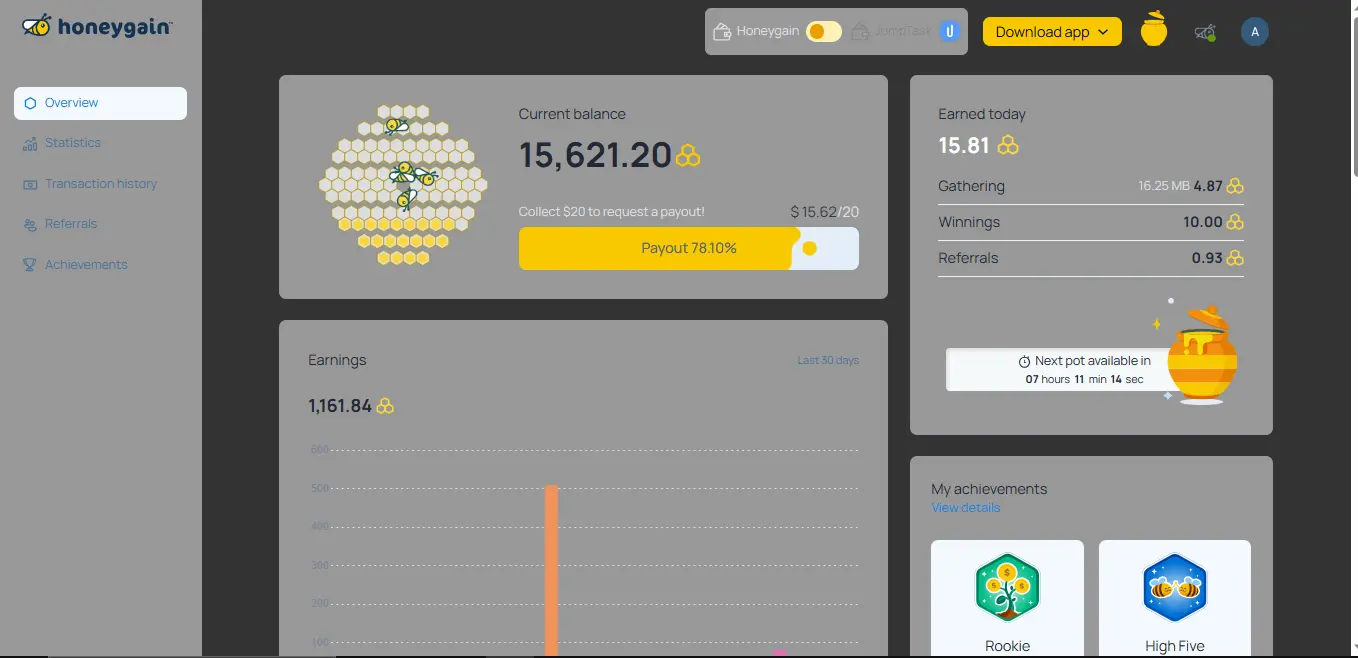 honeygain
Honeygain
JumpTask
Download app
A
Overview
Statistics
Transaction history
Referrals
Achievements
Current balance
15,621.20
Collect $20 to request a payout!
$ 15.62/20
Payout 78.10%
Earned today
15.81
Gathering 16.25 MB 4.87
Winnings 10.00
Referrals 0.93
Next pot available in
07 hours 11 min 14 sec
Earnings
Last 30 days
1,161.84
600
500
400
300
200
100
My achievements
View details
Rookie
High Five